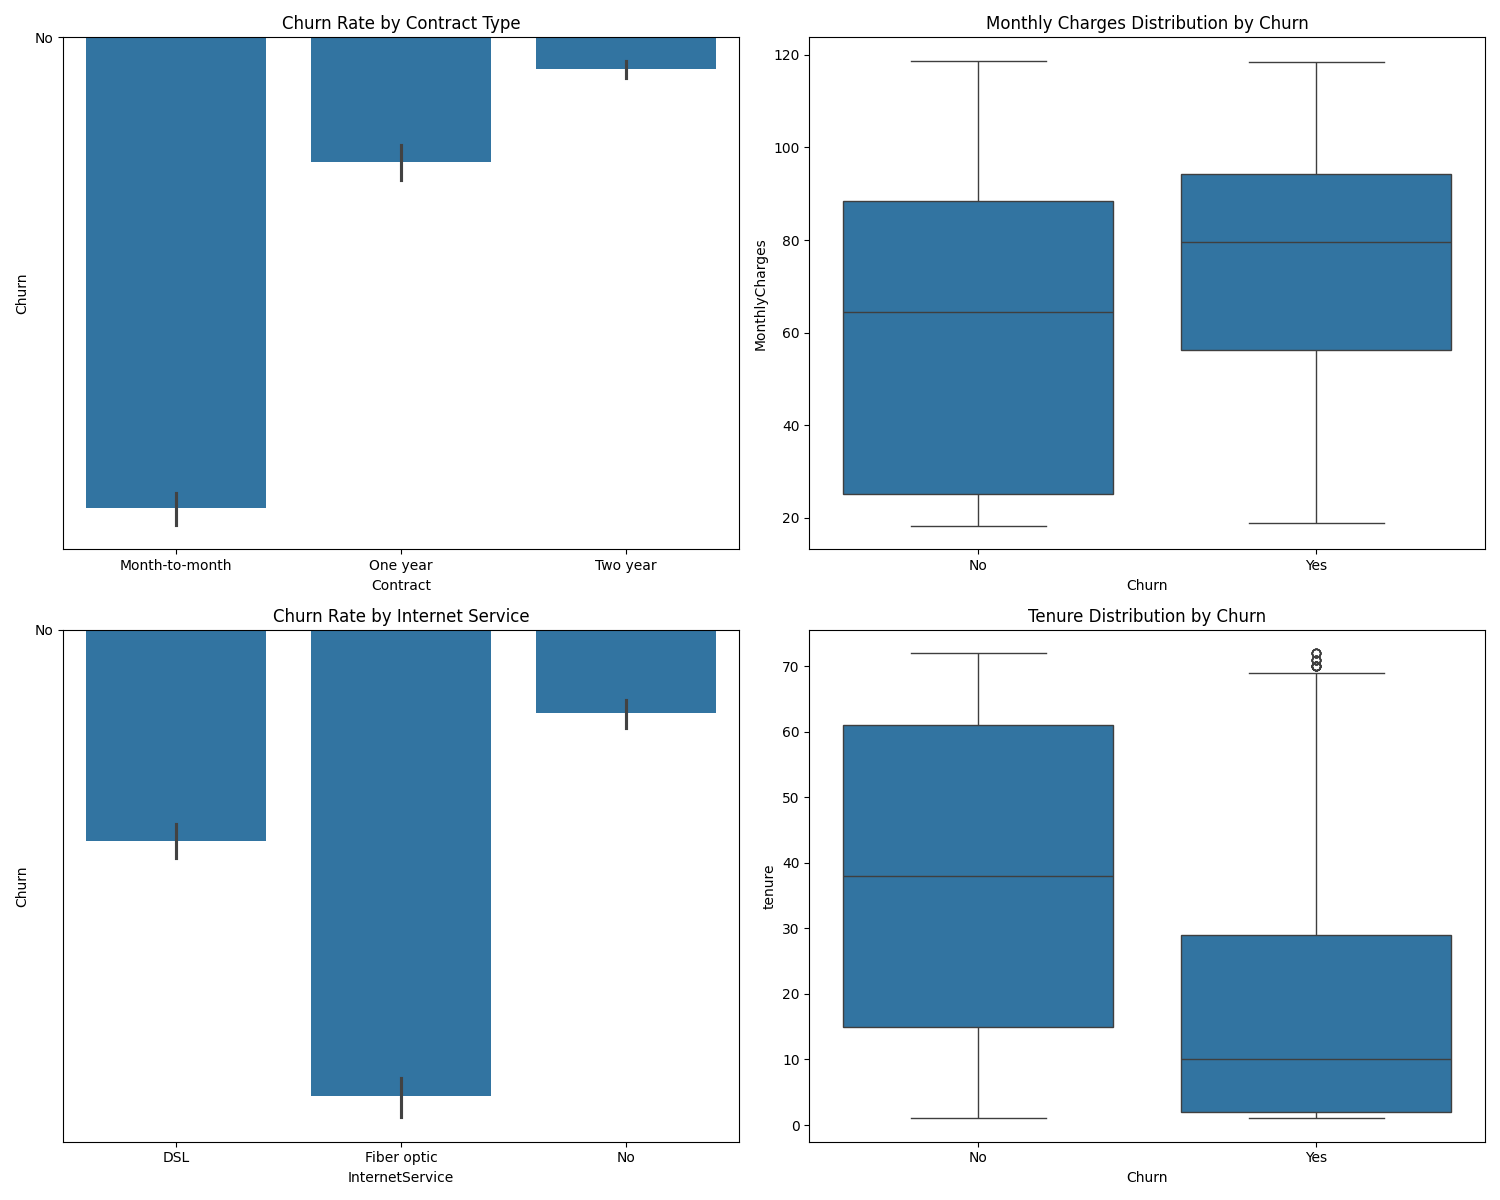 Churn Rate by Contract Type
No
Churn
Month-to-month
One year
Two year
Contract
Monthly Charges Distribution by Churn
120
100
80
60
40
20
MonthlyCharges
No
Yes
Churn
Churn Rate by Internet Service
No
Churn
DSL
Fiber optic
No
InternetService
Tenure Distribution by Churn
70
60
50
40
30
20
10
0
tenure
No
Yes
Churn